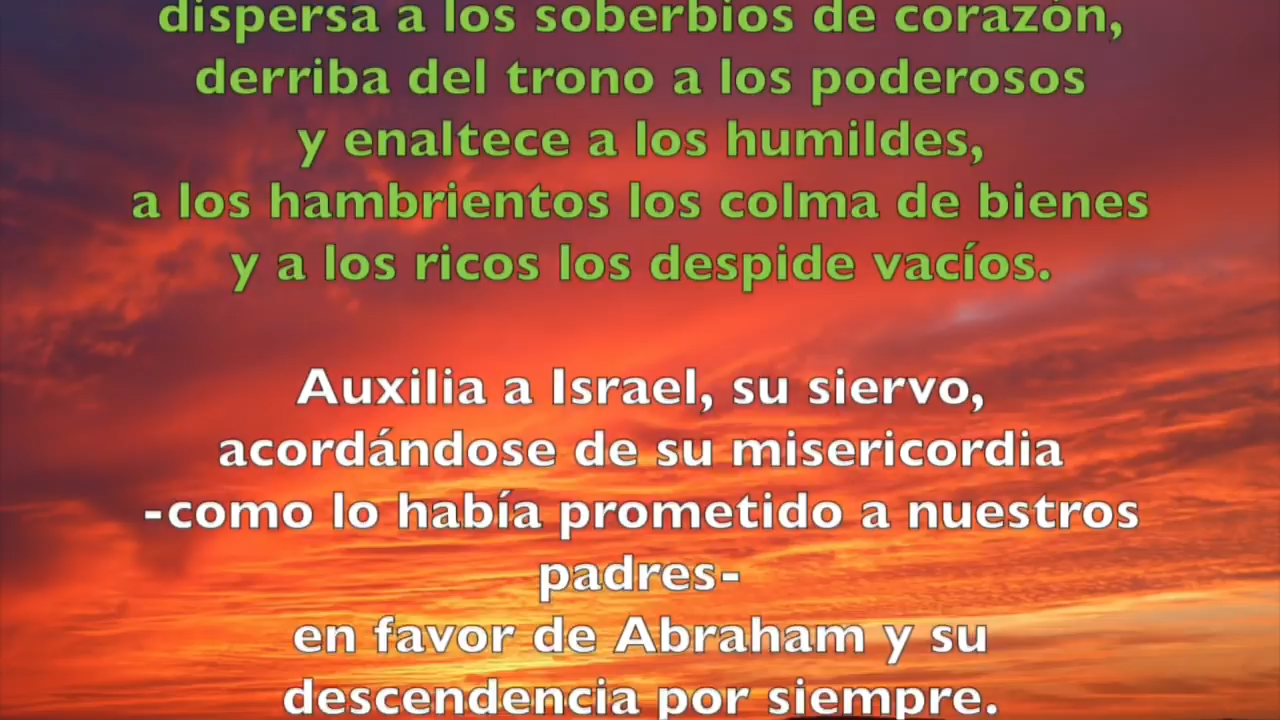 dispersa a los soberbios de corazón,
derriba del trono a los poderosos
y enaltece a los humildes,
a los hambrientos los colma de bienes
y a los ricos los despide vacíos.
Auxilia a Israel, su siervo,
acordándose de su misericordia
-como lo había prometido a nuestros
padres-
en favor de Abraham y su
descendencia por siempre.